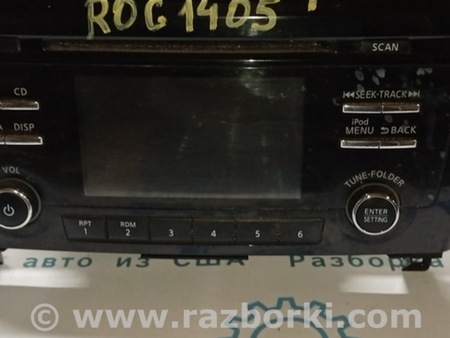 ROG1405
SCAN
CD
SEEK·TRACK
DISP
iPod
MENU
BACK
VOL
TUNE·FOLDER
ENTER
SETTING
RPT
1
RDM
2
3
4
5
6
авто из США Разборка
© www.razborki.com/